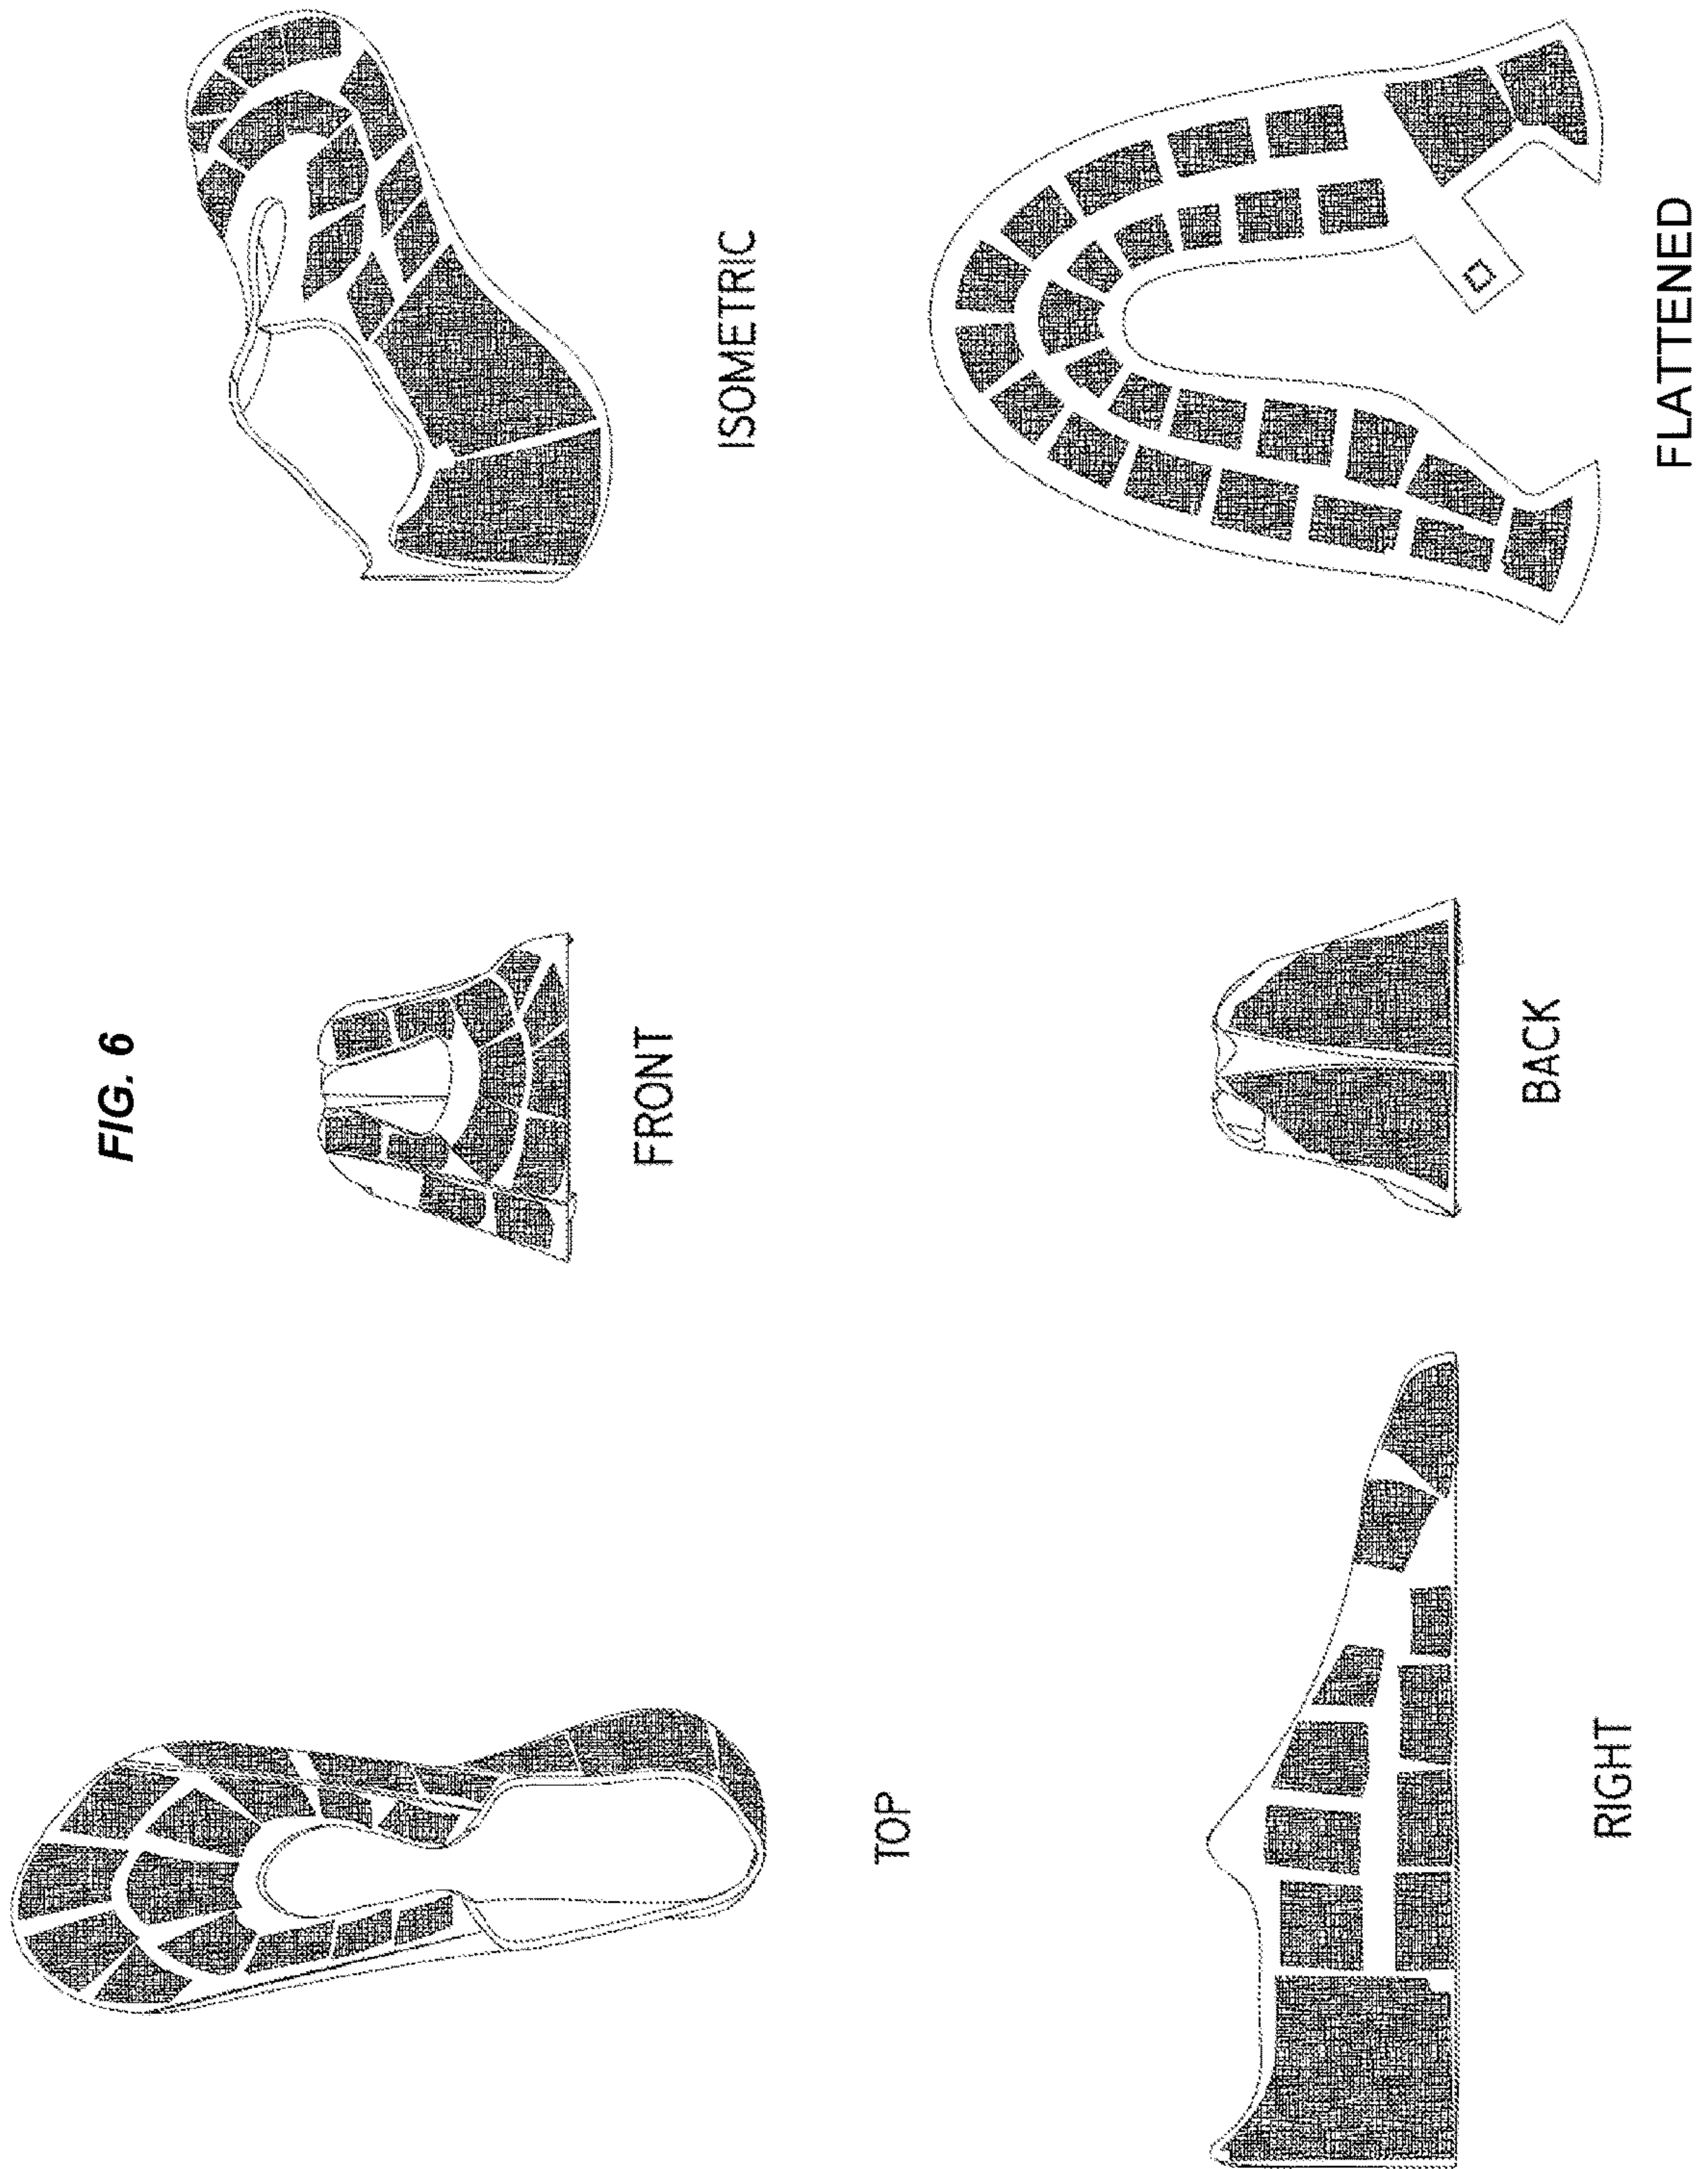 FIG. 6
TOP
FRONT
ISOMETRIC
RIGHT
BACK
FLATTENED